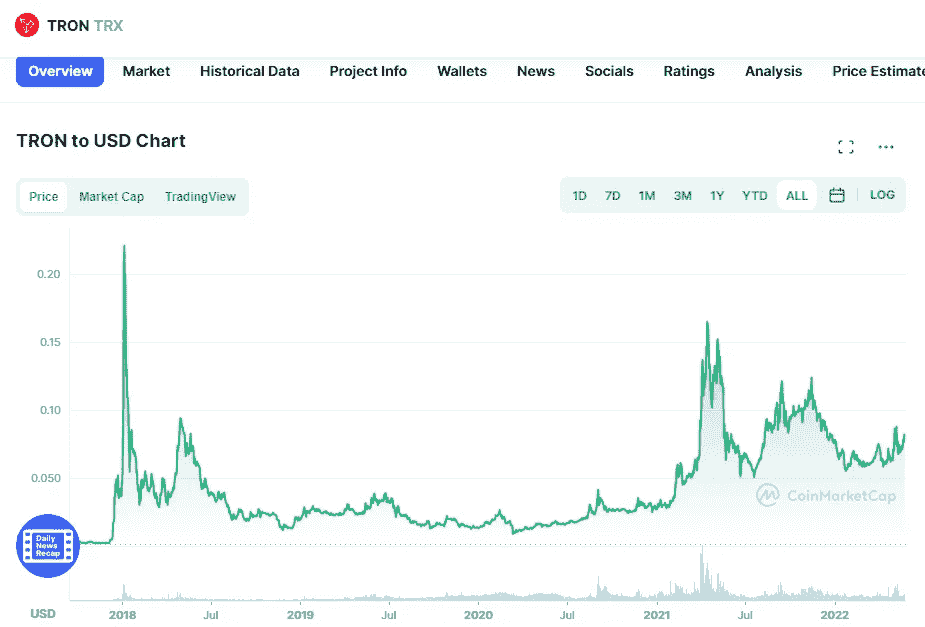 TRON TRX
Overview Market Historical Data Project Info Wallets News Socials Ratings Analysis Price Estimate
TRON to USD Chart
Price Market Cap TradingView 1D 7D 1M 3M 1Y YTD ALL LOG
0.20
0.15
0.10
0.050
CoinMarketCap
Daily
News
Recap
USD 2018 Jul 2019 Jul 2020 Jul 2021 Jul 2022